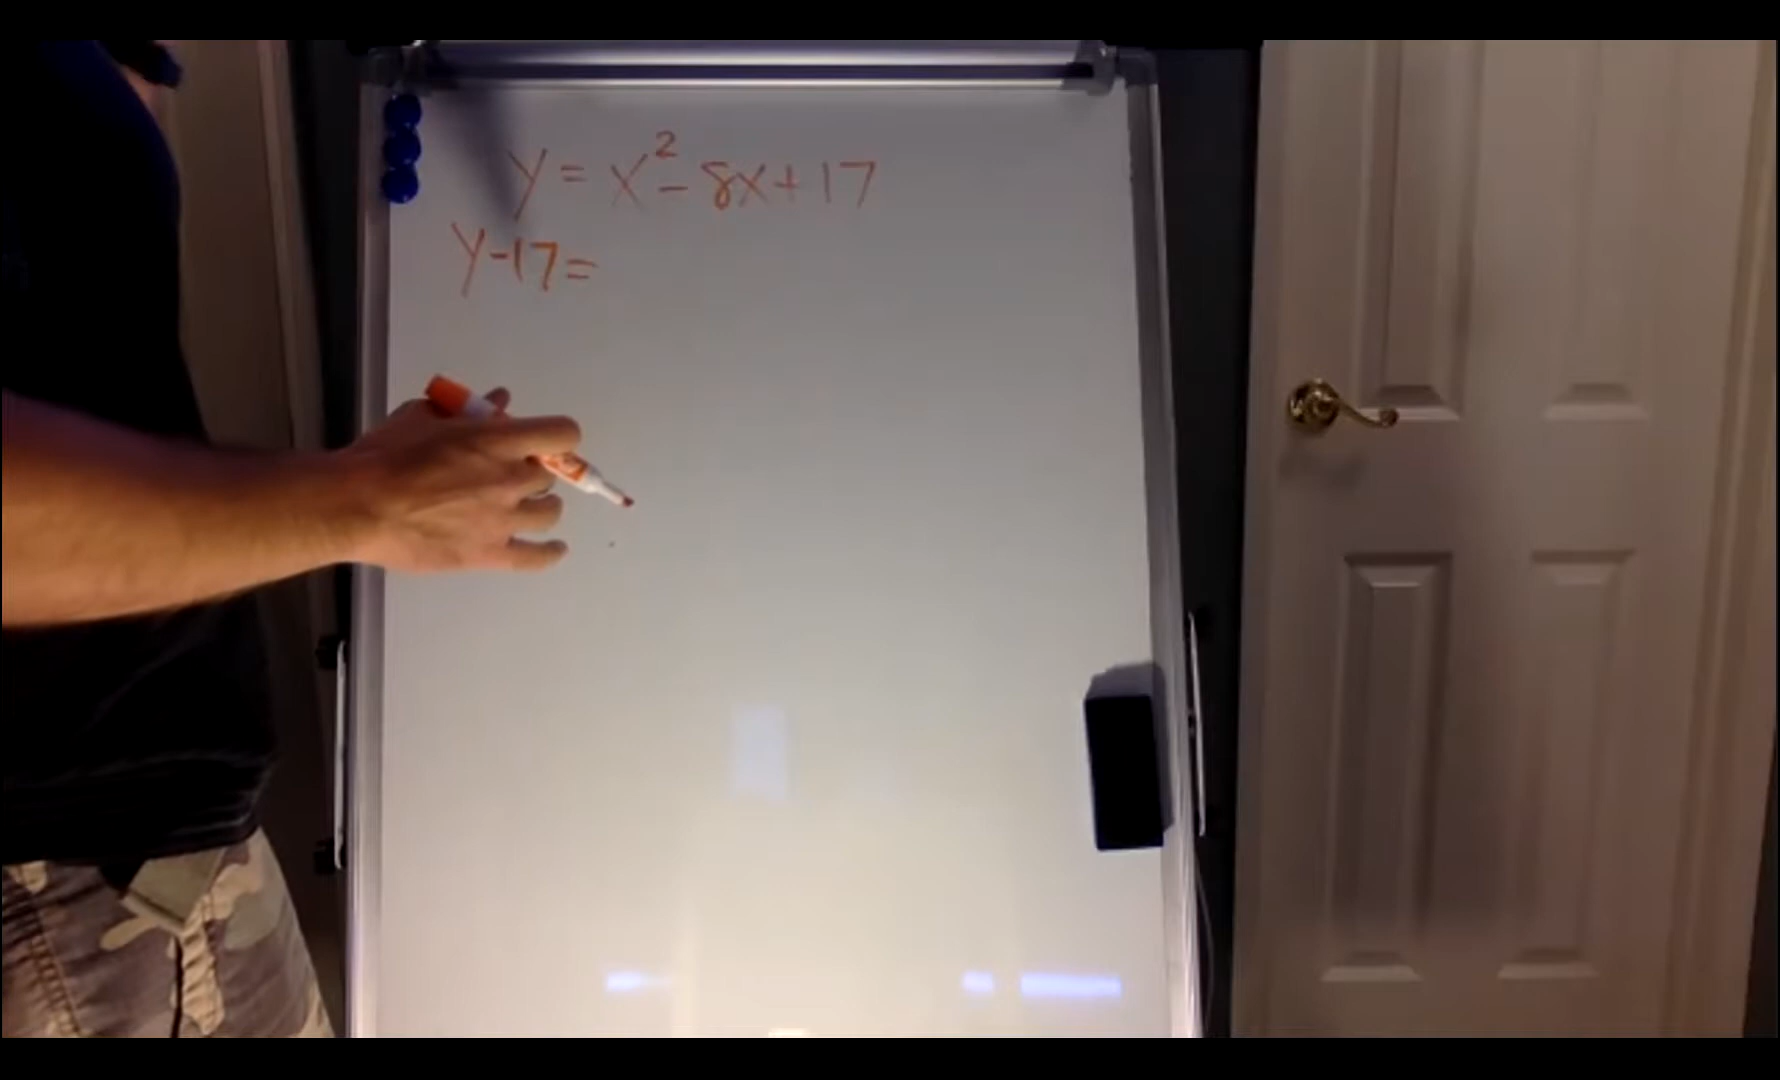 y = x² - 8x + 17
y - 17 =